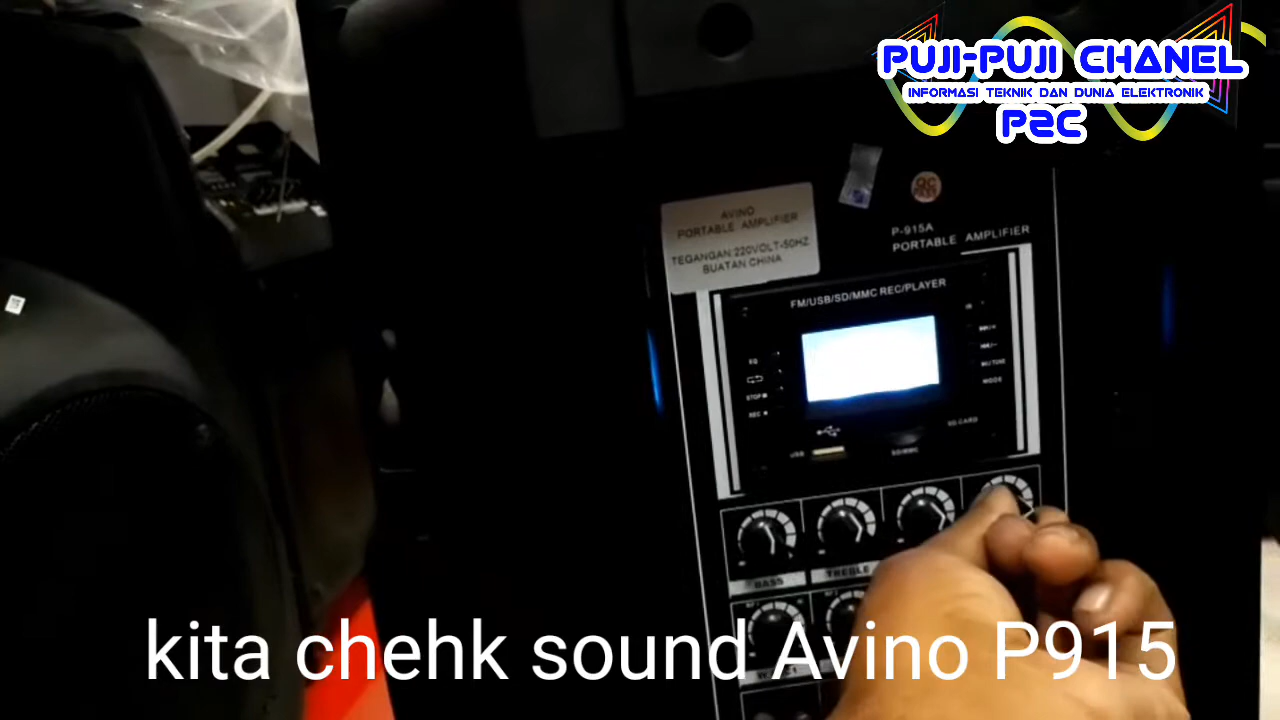 PUJI-PUJI CHANEL
INFORMASI TEKNIK DAN DUNIA ELEKTRONIK
P2C
QC
PASS
AVINO
PORTABLE AMPLIFIER
TEGANGAN:220VOLT-50HZ
BUATAN CHINA
P-915A
PORTABLE AMPLIFIER
FM/USB/SD/MMC REC/PLAYER
EQ
STOP
REC
MODE
USB
SD/MMC
SD CARD
BASS
TREBLE
kita chehk sound Avino P915